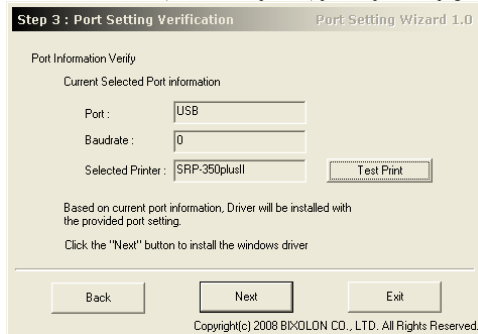 Step 3 : Port Setting Verification Port Setting Wizard 1.0
Port Information Verify
Current Selected Port information
Port : USB
Baudrate : 0
Selected Printer : SRP-350plusII Test Print
Based on current port information, Driver will be installed with
the provided port setting.
Click the "Next" button to install the windows driver
Back Next Exit
Copyright(c) 2008 BIXOLON CO., LTD. All Rights Reserved.